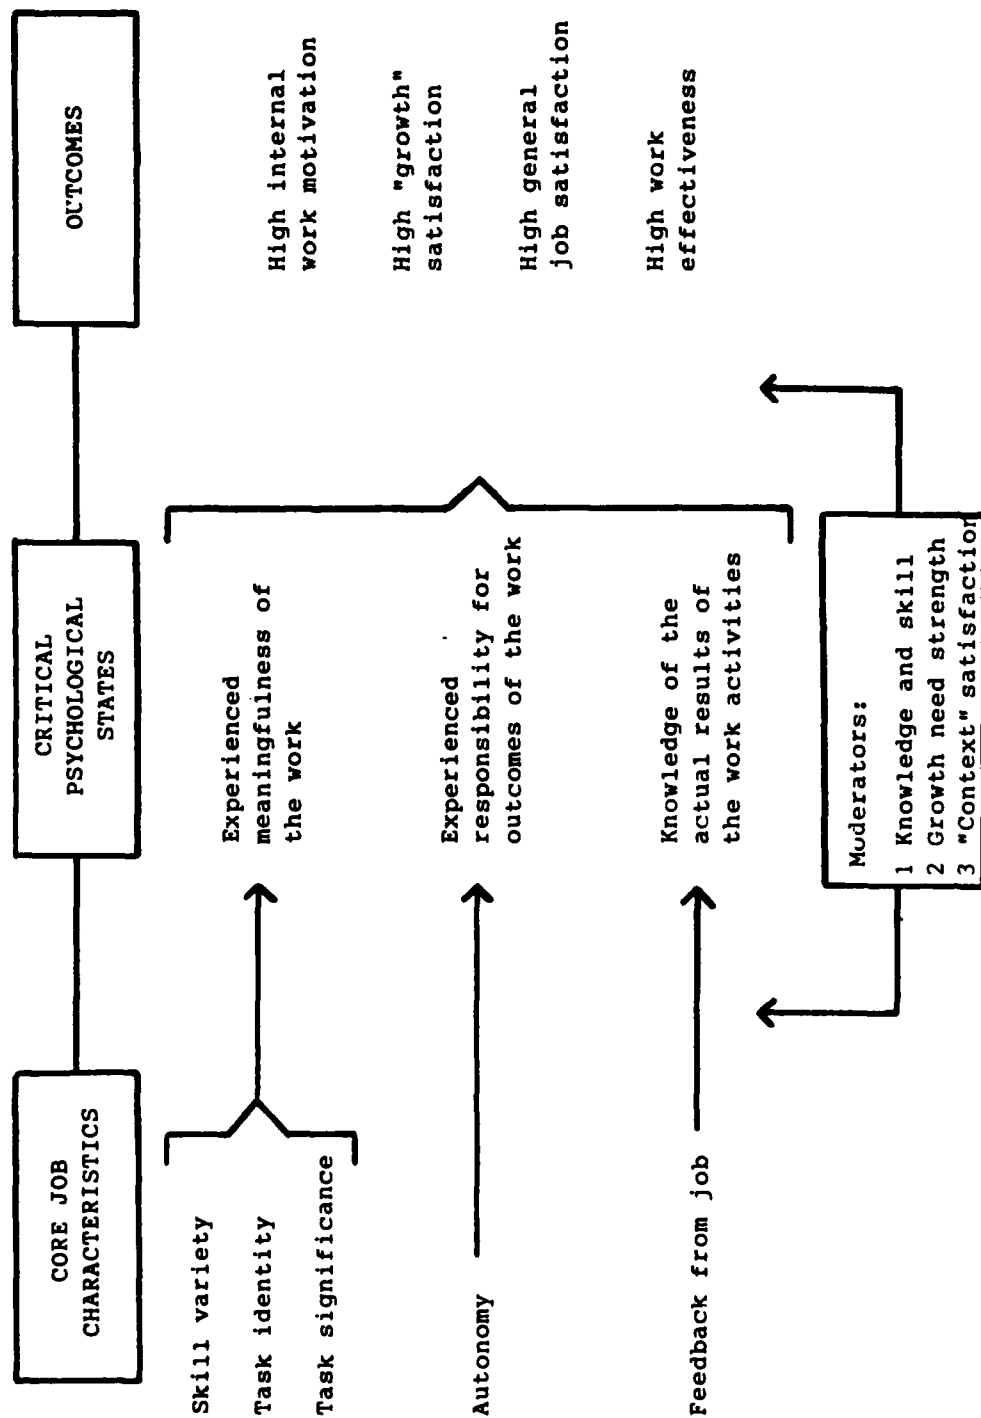 CORE JOB
CHARACTERISTICS
CRITICAL
PSYCHOLOGICAL
STATES
OUTCOMES
Skill variety
Task identity
Task significance
Experienced
meaningfulness of
the work
Autonomy
Experienced
responsibility for
outcomes of the work
Feedback from job
Knowledge of the
actual results of
the work activities
High internal
work motivation
High "growth"
satisfaction
High general
job satisfaction
High work
effectiveness
Moderators:
1 Knowledge and skill
2 Growth need strength
3 "Context" satisfaction